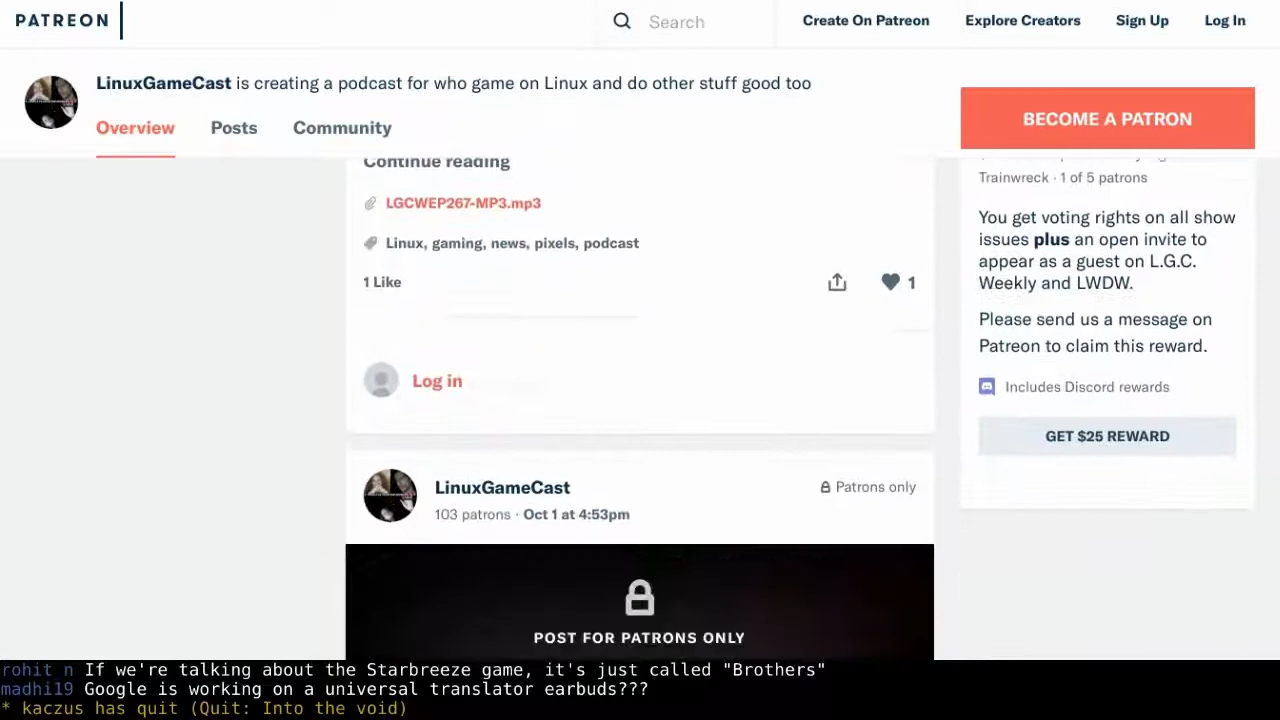 PATREON
Search
Create On Patreon
Explore Creators
Sign Up
Log In
LinuxGameCast is creating a podcast for who game on Linux and do other stuff good too
Overview
Posts
Community
BECOME A PATRON
Continue reading
LGCWEP267-MP3.mp3
Linux, gaming, news, pixels, podcast
1 Like
1
Log in
LinuxGameCast
Patrons only
103 patrons · Oct 1 at 4:53pm
POST FOR PATRONS ONLY
Trainwreck · 1 of 5 patrons
You get voting rights on all show
issues plus an open invite to
appear as a guest on L.G.C.
Weekly and LWDW.
Please send us a message on
Patreon to claim this reward.
Includes Discord rewards
GET $25 REWARD
rohit n If we're talking about the Starbreeze game, it's just called "Brothers"
madhi19 Google is working on a universal translator earbuds???
* kaczus has quit (Quit: Into the void)